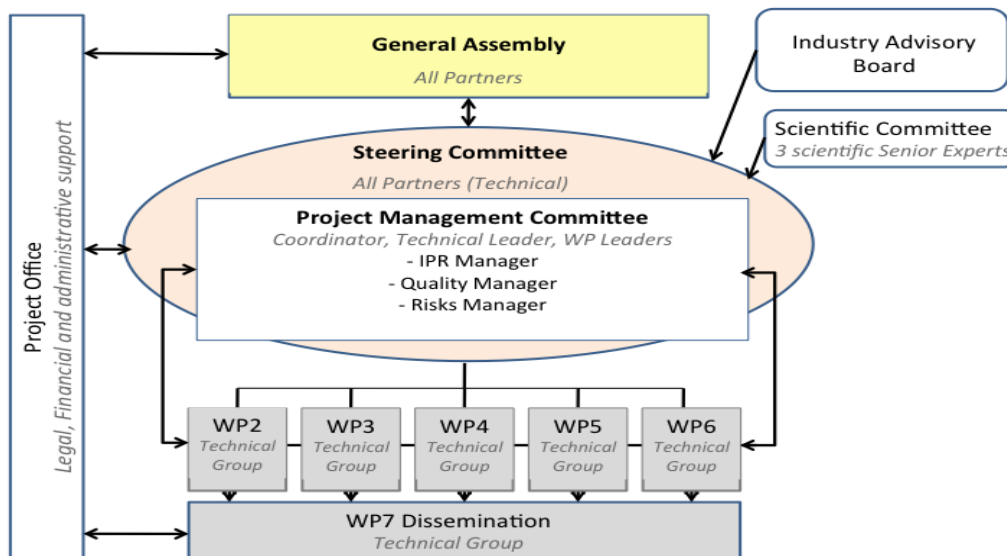 General Assembly
All Partners
Industry Advisory
Board
Scientific Committee
3 scientific Senior Experts
Steering Committee
All Partners (Technical)
Project Management Committee
Coordinator, Technical Leader, WP Leaders
- IPR Manager
- Quality Manager
- Risks Manager
Project Office
Legal, Financial and administrative support
WP2
Technical
Group
WP3
Technical
Group
WP4
Technical
Group
WP5
Technical
Group
WP6
Technical
Group
WP7 Dissemination
Technical Group